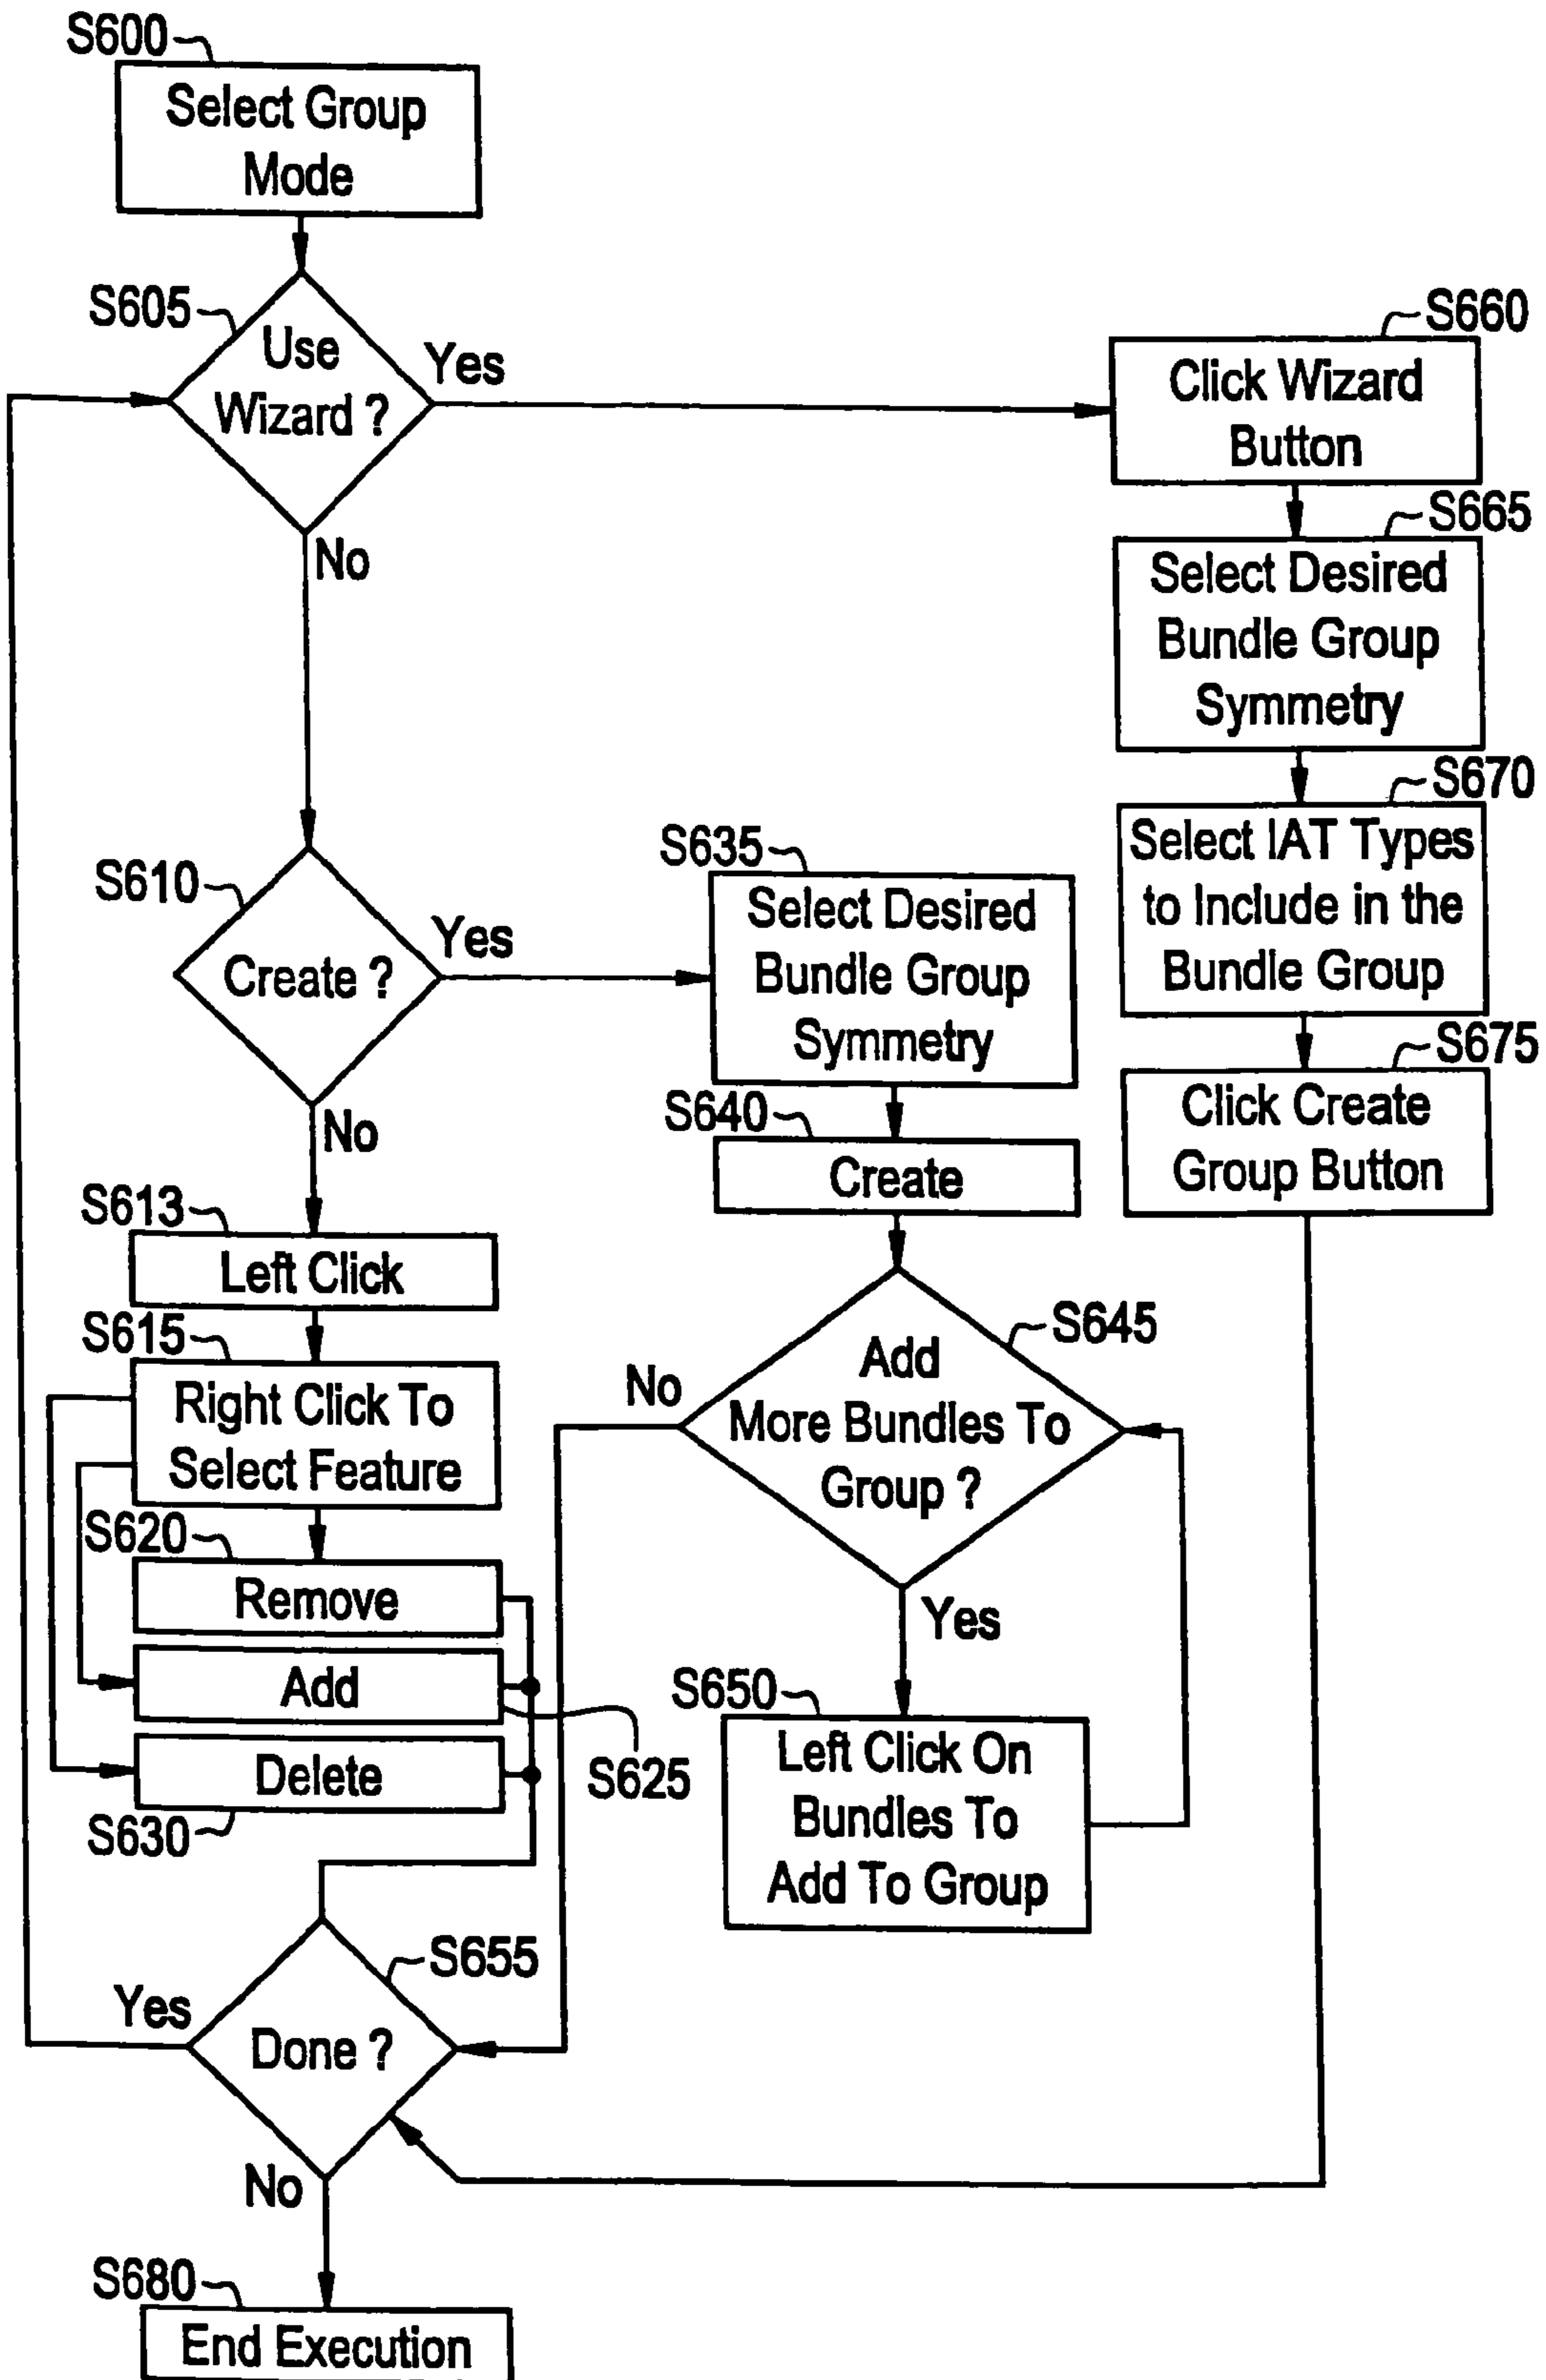 S600
Select Group
Mode
S605
Use
Wizard ?
Yes
No
S660
Click Wizard
Button
S665
Select Desired
Bundle Group
Symmetry
S670
Select IAT Types
to Include in the
Bundle Group
S675
Click Create
Group Button
S610
Create ?
Yes
No
S635
Select Desired
Bundle Group
Symmetry
S640
Create
S613
Left Click
S615
Right Click To
Select Feature
S620
Remove
Add
S625
Delete
S630
S645
Add
More Bundles To
Group ?
No
Yes
S650
Left Click On
Bundles To
Add To Group
S655
Done ?
Yes
No
S680
End Execution